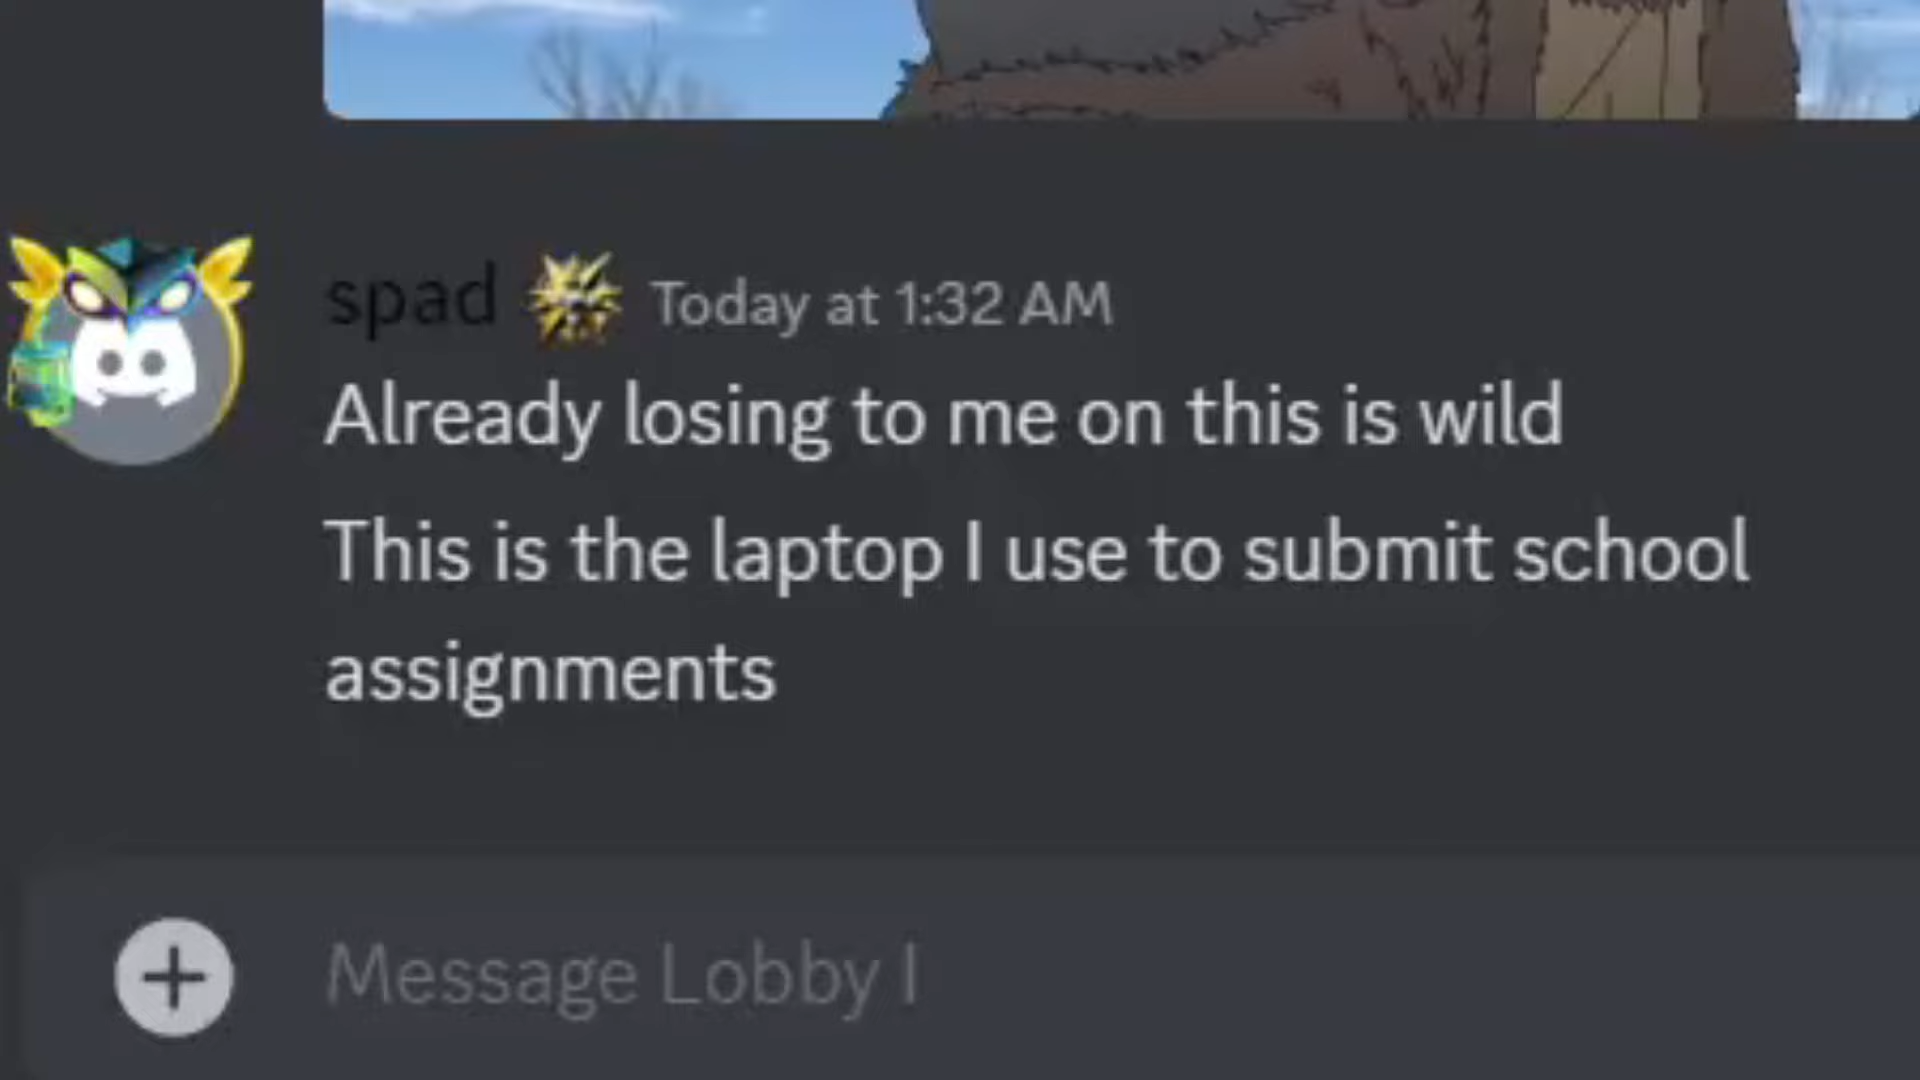 spad Today at 1:32 AM
Already losing to me on this is wild
This is the laptop I use to submit school
assignments
Message Lobby I